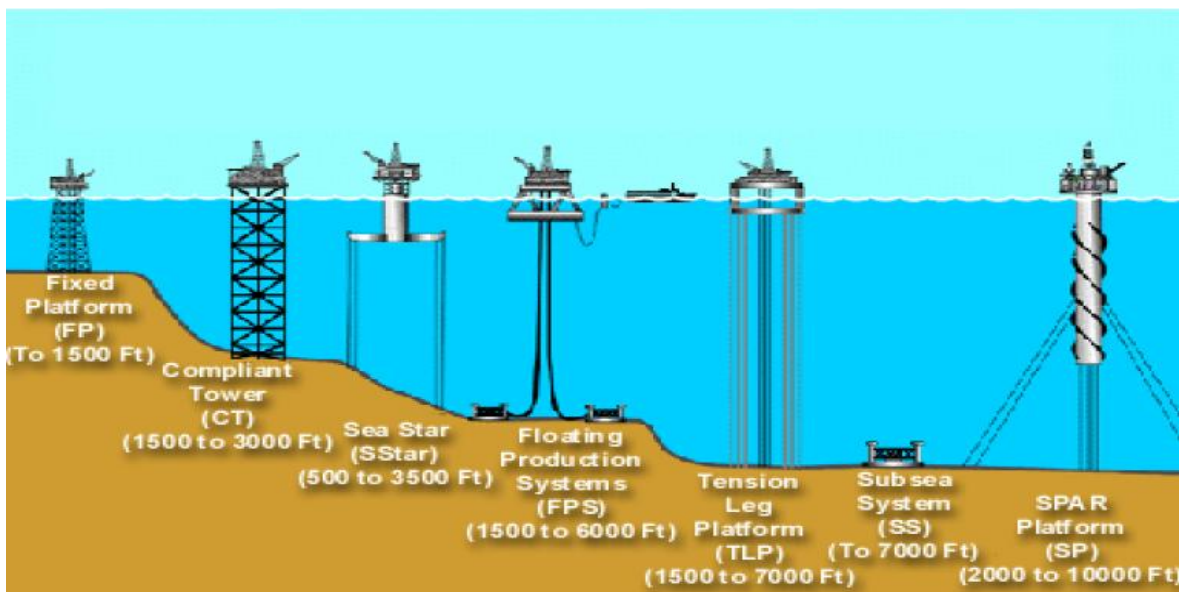 Fixed
Platform
(FP)
(To 1500 Ft)
Compliant
Tower
(CT)
(1500 to 3000 Ft)
Sea Star
(SStar)
(500 to 3500 Ft)
Floating
Production
Systems
(FPS)
(1500 to 6000 Ft)
Tension
Leg
Platform
(TLP)
(1500 to 7000 Ft)
Subsea
System
(SS)
(To 7000 Ft)
SPAR
Platform
(SP)
(2000 to 10000 Ft)